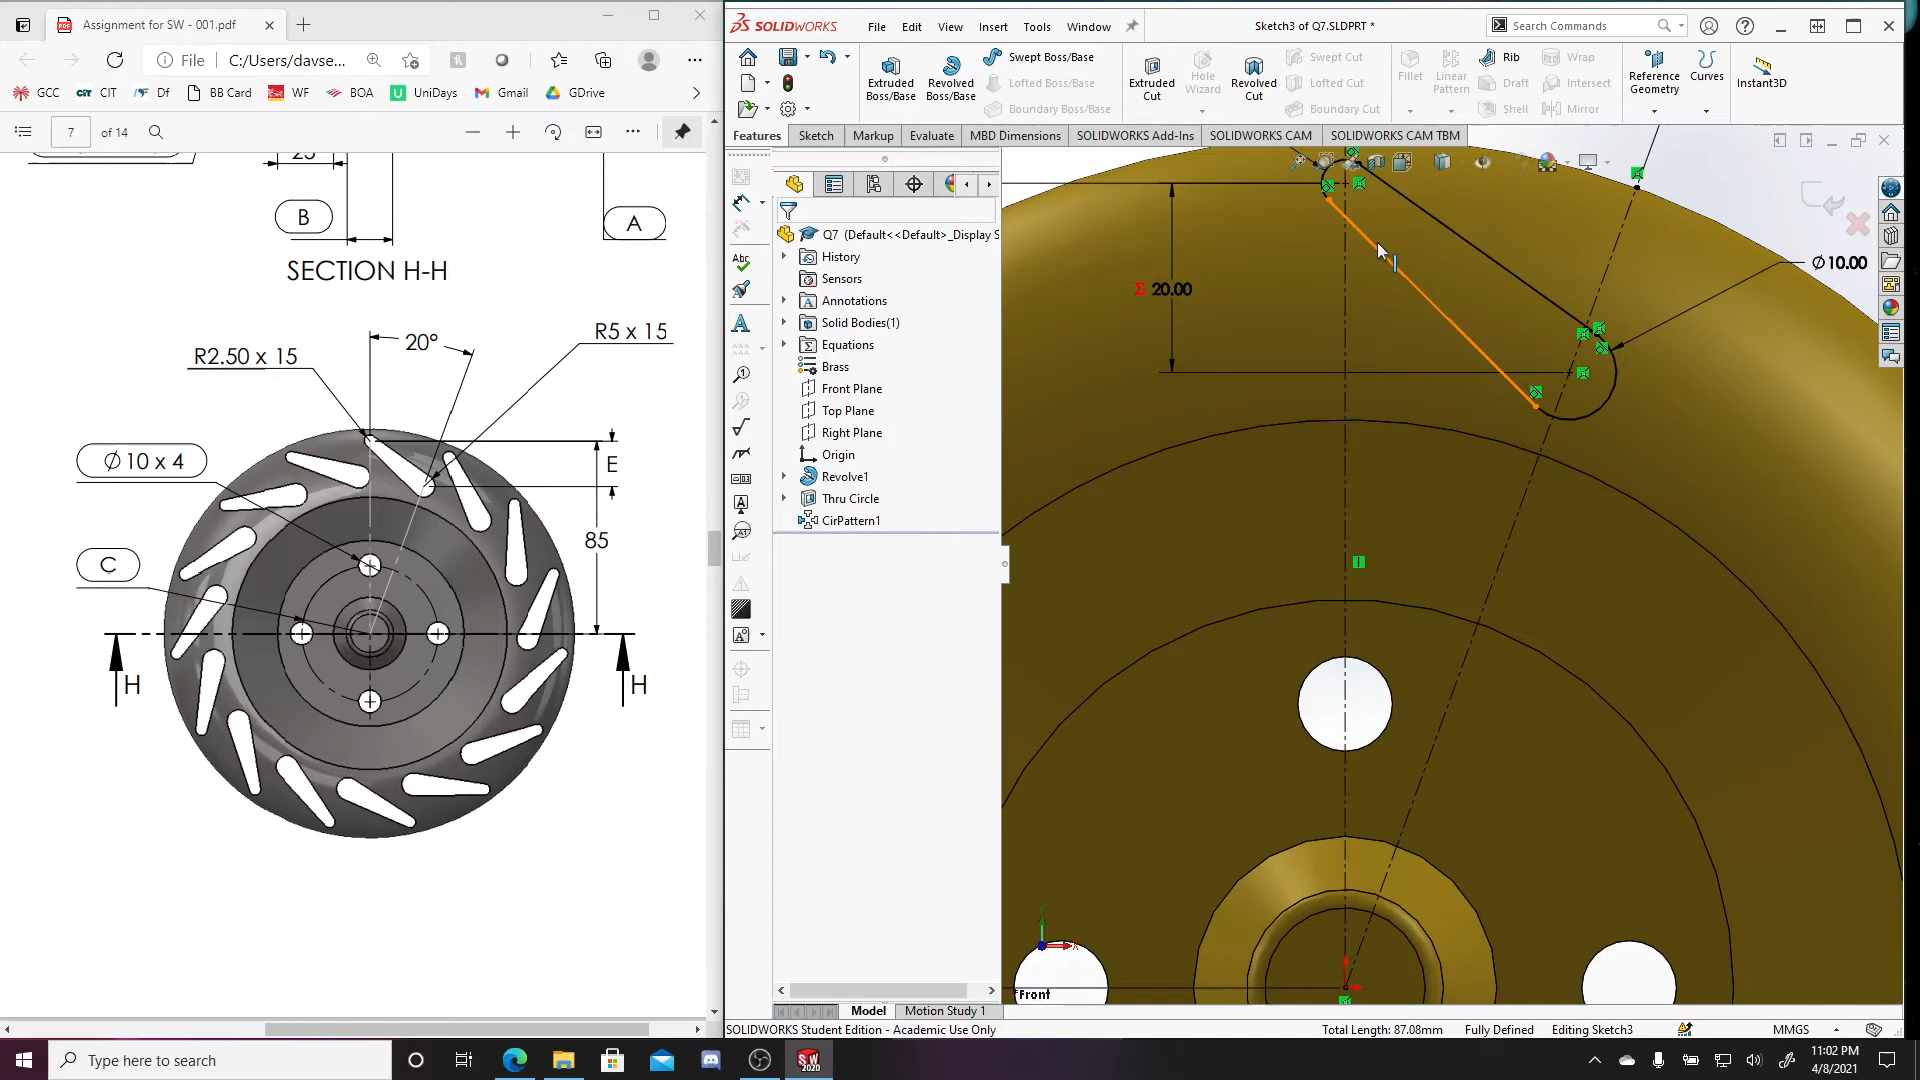 Assignment for SW - 001.pdf
File
C:/Users/davse...
GCC
CIT
Df
BB Card
WF
BOA
UniDays
Gmail
GDrive
7 of 14
25
B
A
SECTION H-H
20°
R5 x 15
R2.50 x 15
Ø 10 x 4
E
85
C
H
H
SOLIDWORKS
File Edit View Insert Tools Window
Sketch3 of Q7.SLDPRT *
Search Commands
Extruded Boss/Base
Revolved Boss/Base
Swept Boss/Base
Lofted Boss/Base
Boundary Boss/Base
Extruded Cut
Hole Wizard
Revolved Cut
Swept Cut
Lofted Cut
Boundary Cut
Fillet
Linear Pattern
Rib
Draft
Shell
Wrap
Intersect
Mirror
Reference Geometry
Curves
Instant3D
Features Sketch Markup Evaluate MBD Dimensions SOLIDWORKS Add-Ins SOLIDWORKS CAM SOLIDWORKS CAM TBM
Q7 (Default<<Default>_Display S
History
Sensors
Annotations
Solid Bodies(1)
Equations
Brass
Front Plane
Top Plane
Right Plane
Origin
Revolve1
Thru Circle
CirPattern1
Abc
Σ 20.00
Ø10.00
*Front
Model Motion Study 1
SOLIDWORKS Student Edition - Academic Use Only
Total Length: 87.08mm Fully Defined Editing Sketch3 MMGS
Type here to search
SW 2020
11:02 PM
4/8/2021